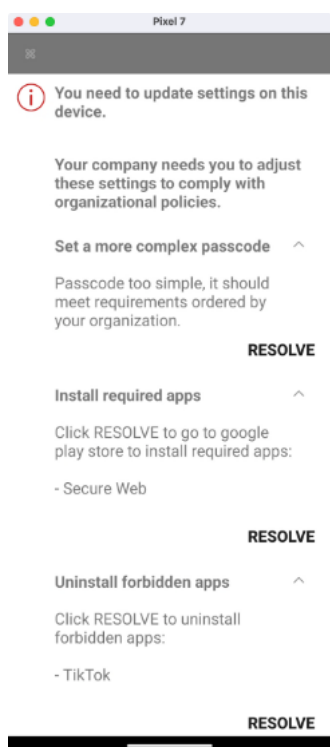 Pixel 7
You need to update settings on this
device.
Your company needs you to adjust
these settings to comply with
organizational policies.
Set a more complex passcode
Passcode too simple, it should
meet requirements ordered by
your organization.
RESOLVE
Install required apps
Click RESOLVE to go to google
play store to install required apps:
- Secure Web
RESOLVE
Uninstall forbidden apps
Click RESOLVE to uninstall
forbidden apps:
- TikTok
RESOLVE